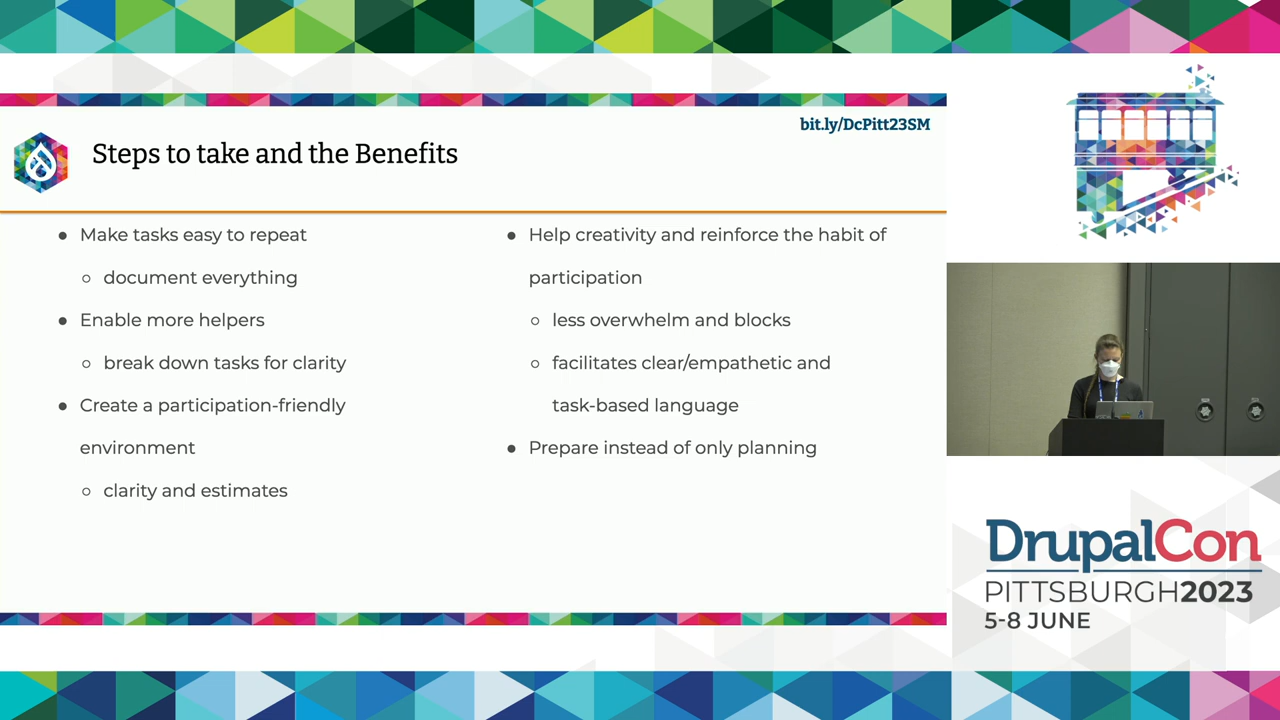 bit.ly/DcPitt23SM
Steps to take and the Benefits
● Make tasks easy to repeat
○ document everything
● Enable more helpers
○ break down tasks for clarity
● Create a participation-friendly
environment
○ clarity and estimates
● Help creativity and reinforce the habit of
participation
○ less overwhelm and blocks
○ facilitates clear/empathetic and
task-based language
● Prepare instead of only planning
DrupalCon
PITTSBURGH2023
5-8 JUNE